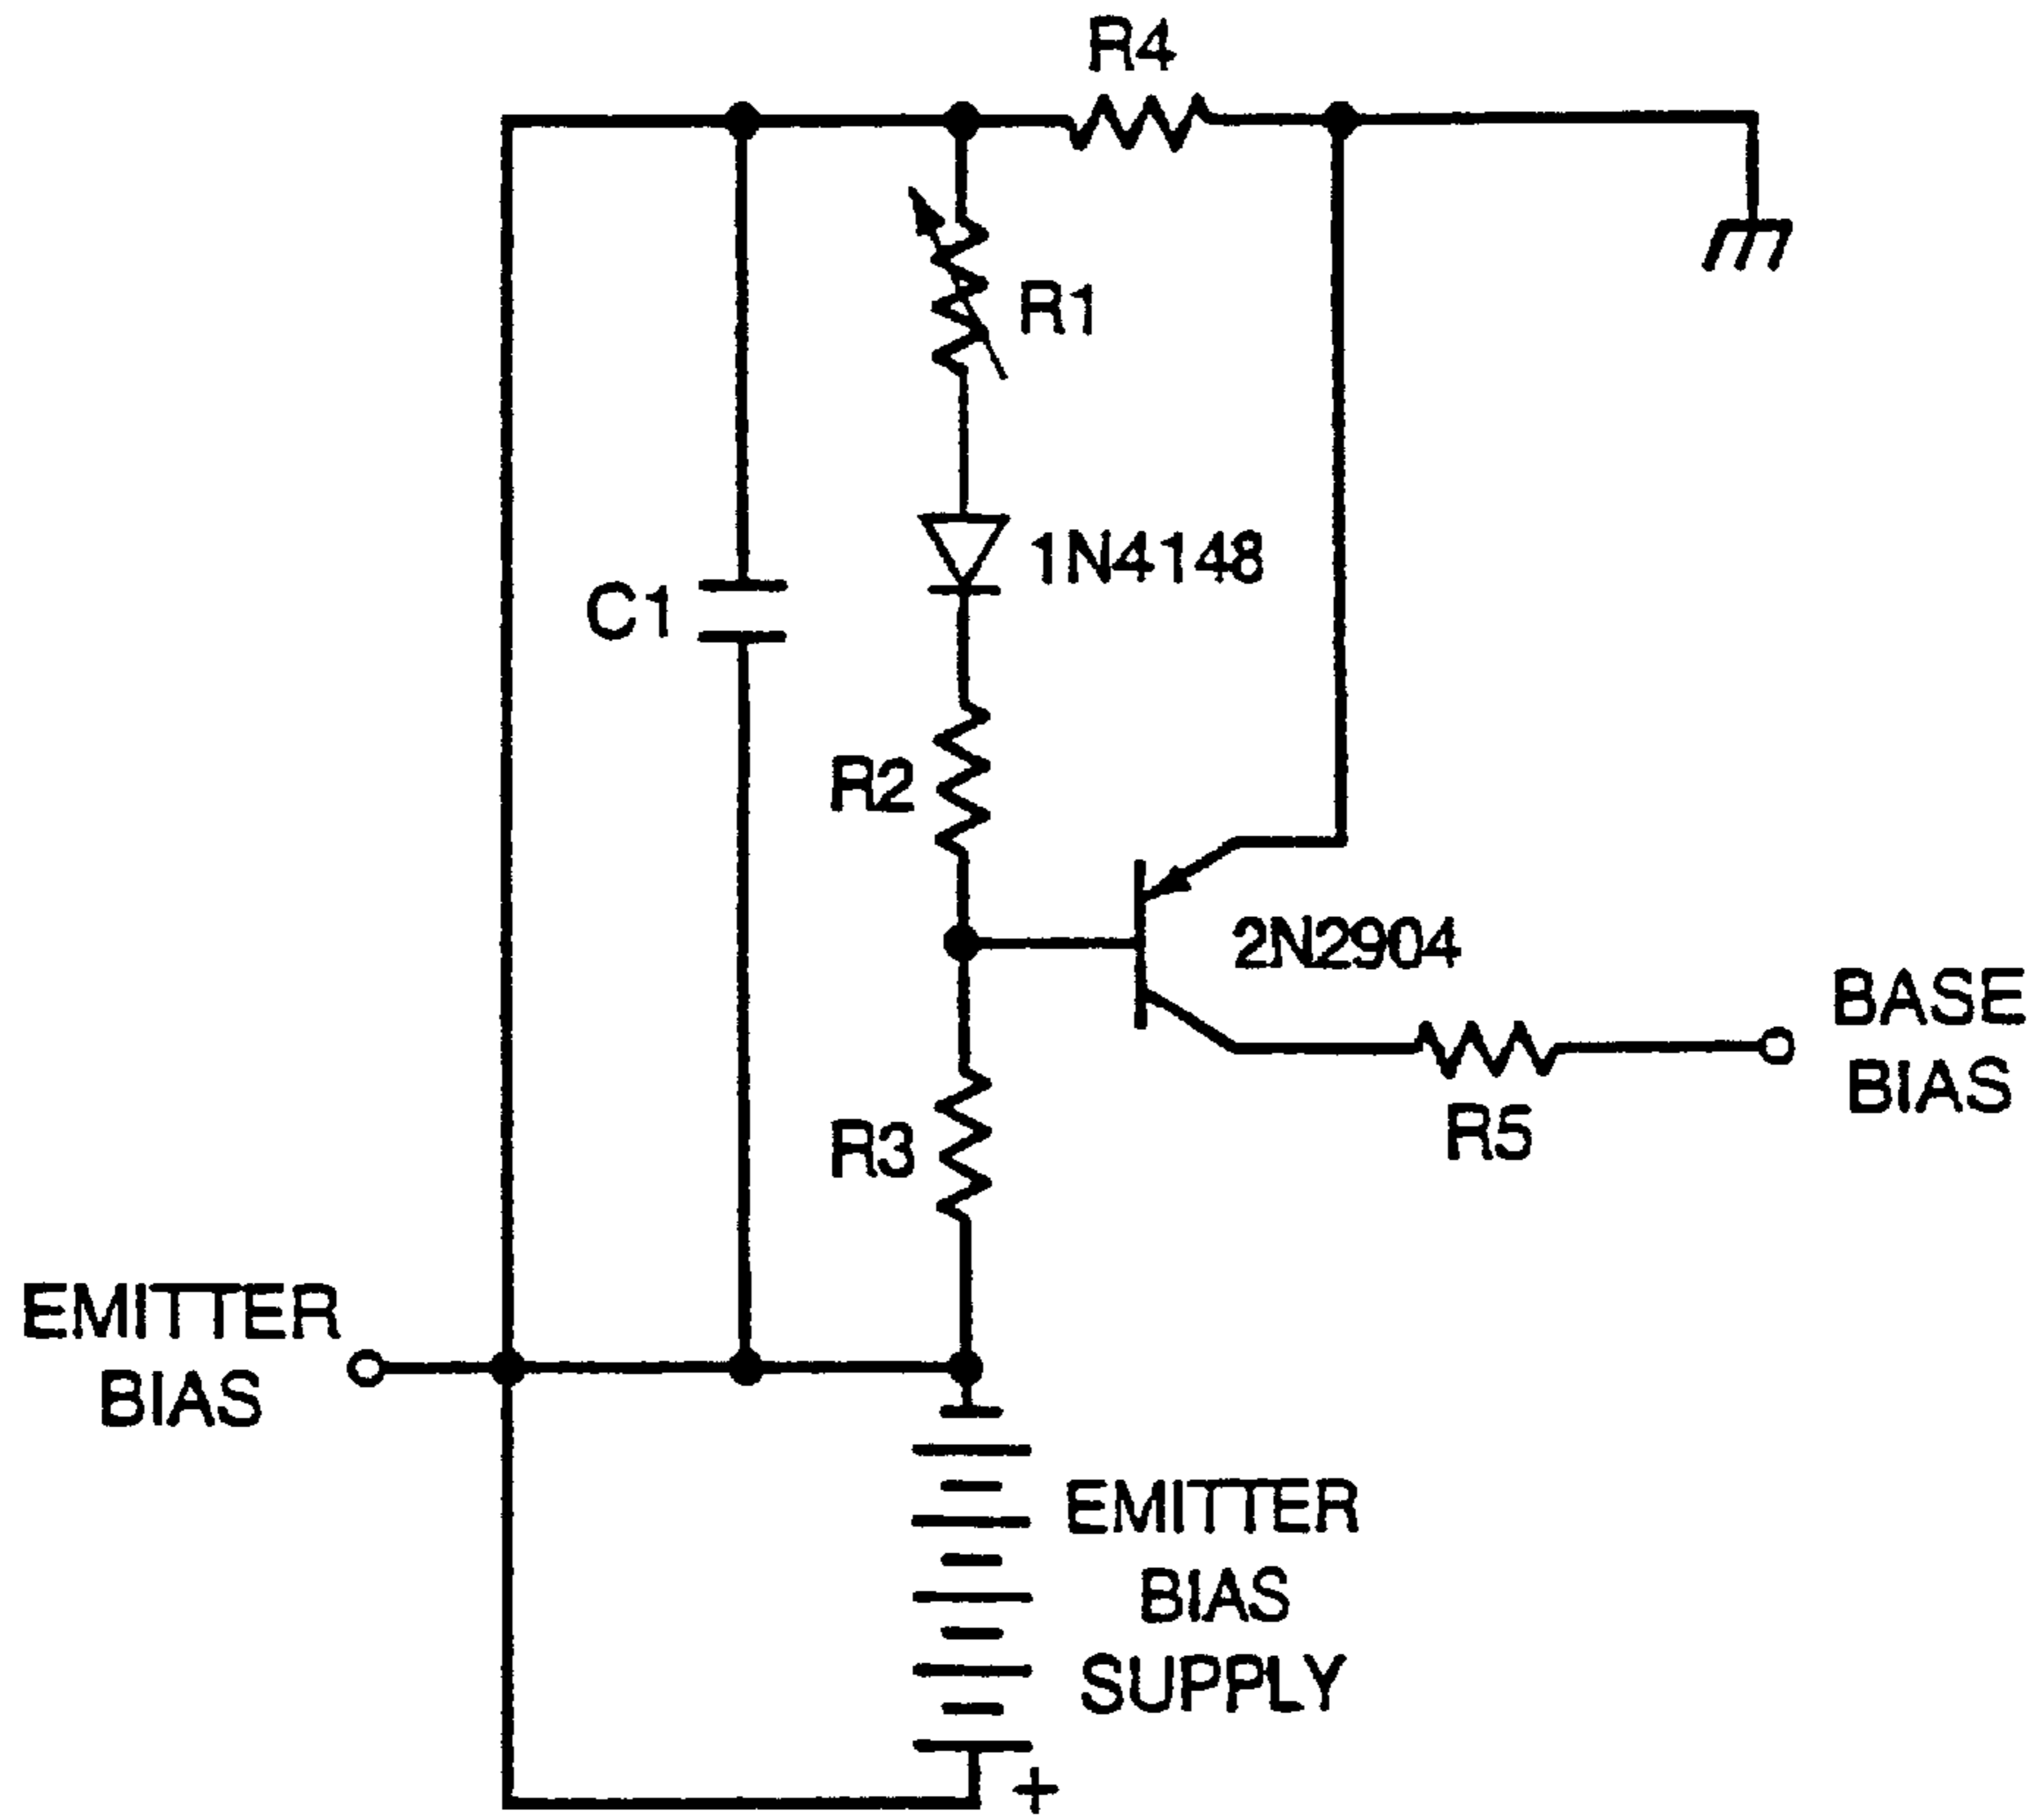 R4
R1
1N4148
C1
R2
2N2904
BASE
BIAS
R5
R3
EMITTER
BIAS
EMITTER
BIAS
SUPPLY
+